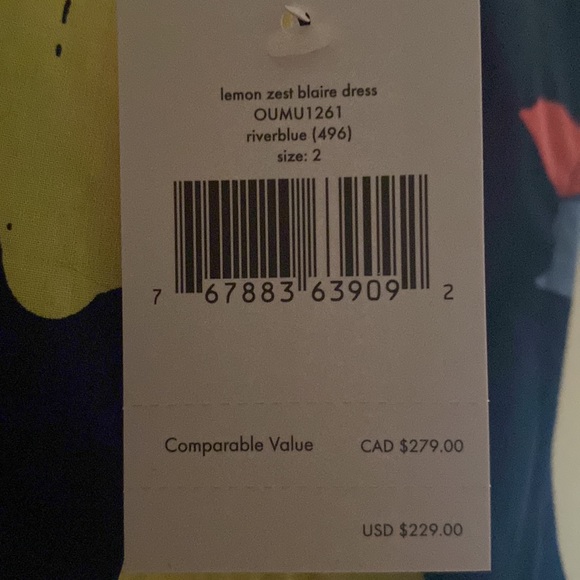 lemon zest blaire dress
OUMU1261
riverblue (496)
size: 2
7 67883 63909 2
Comparable Value CAD $279.00
USD $229.00